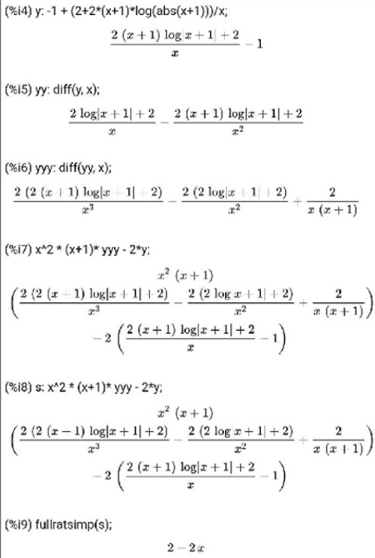 (%i4) y: -1 + (2+2*(x+1)*log(abs(x+1)))/x;
2 (x + 1) log x + 1| + 2
x
− 1
(%i5) yy: diff(y, x);
2 log|x + 1| + 2
x
− 2 (x + 1) log|x + 1| + 2
x²
(%i6) yyy: diff(yy, x);
2 (2 (x + 1) log|x 1| 2)
x³
− 2 (2 log|x 1| 2)
x²
+ 2
x (x + 1)
(%i7) x^2 * (x+1)* yyy - 2*y;
x² (x + 1)
(2 (2 (x − 1) log|x + 1| + 2)
x³
− 2 (2 log x + 1| + 2)
x²
+ 2
x (x + 1))
− 2 (2 (x + 1) log|x + 1| + 2
x
− 1)
(%i8) s: x^2 * (x+1)* yyy - 2*y;
x² (x + 1)
(2 (2 (x − 1) log|x + 1| + 2)
x³
− 2 (2 log x + 1| + 2)
x²
+ 2
x (x + 1))
− 2 (2 (x + 1) log|x + 1| + 2
x
− 1)
(%i9) fullratsimp(s);
2 − 2 x